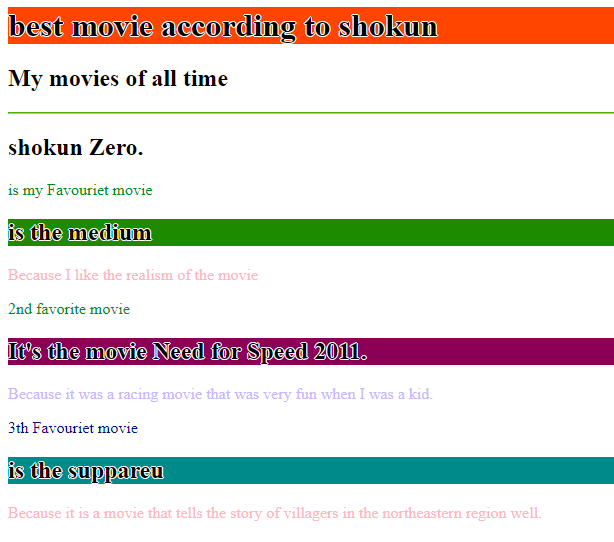 best movie according to shokun
My movies of all time
shokun Zero.
is my Favouriet movie
is the medium
Because I like the realism of the movie
2nd favorite movie
It's the movie Need for Speed 2011.
Because it was a racing movie that was very fun when I was a kid.
3th Favouriet movie
is the suppareu
Because it is a movie that tells the story of villagers in the northeastern region well.